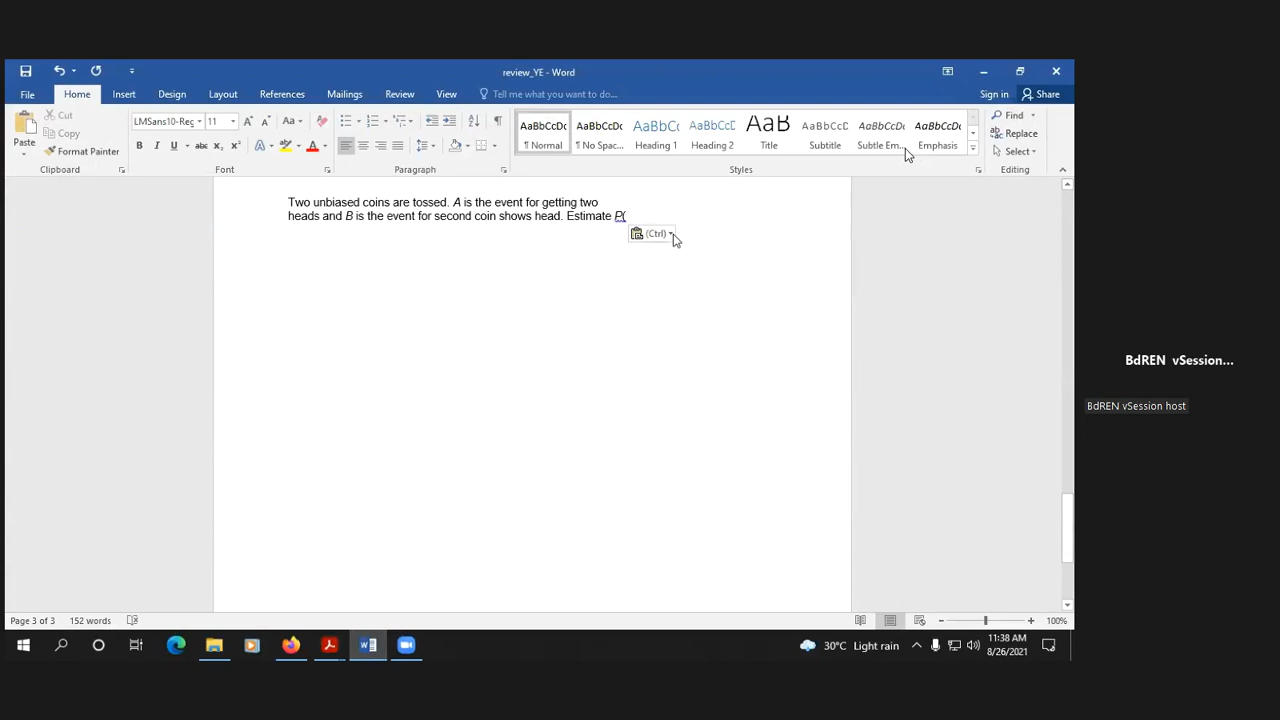 review_YE - Word
File
Home
Insert
Design
Layout
References
Mailings
Review
View
Tell me what you want to do...
Sign in
Share
Paste
Cut
Copy
Format Painter
Clipboard
LMSans10-Reg
11
Font
Paragraph
AaBbCcDc
AaBbCcDc
AaBbCc
AaBbCcD
AaB
AaBbCcD
AaBbCcDc
AaBbCcDc
¶ Normal
¶ No Spac...
Heading 1
Heading 2
Title
Subtitle
Subtle Em...
Emphasis
Styles
Find
Replace
Select
Editing
Two unbiased coins are tossed. A is the event for getting two
heads and B is the event for second coin shows head. Estimate P(
(Ctrl)
BdREN vSession...
BdREN vSession host
Page 3 of 3
152 words
100%
30°C Light rain
11:38 AM
8/26/2021